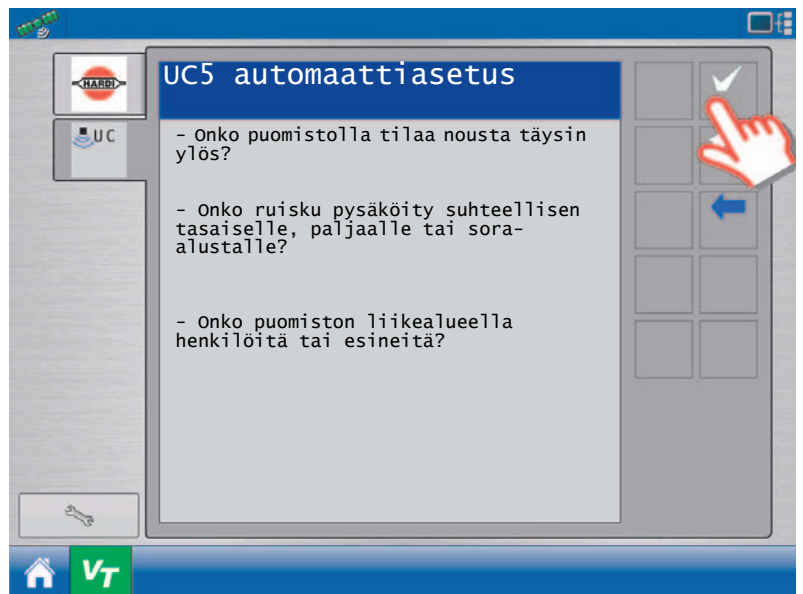 UC5 automaattiasetus
HARDI
UC
- Onko puomistolla tilaa nousta täysin
ylös?
- Onko ruisku pysäköity suhteellisen
tasaiselle, paljaalle tai sora-
alustalle?
- Onko puomiston liikealueella
henkilöitä tai esineitä?
VT